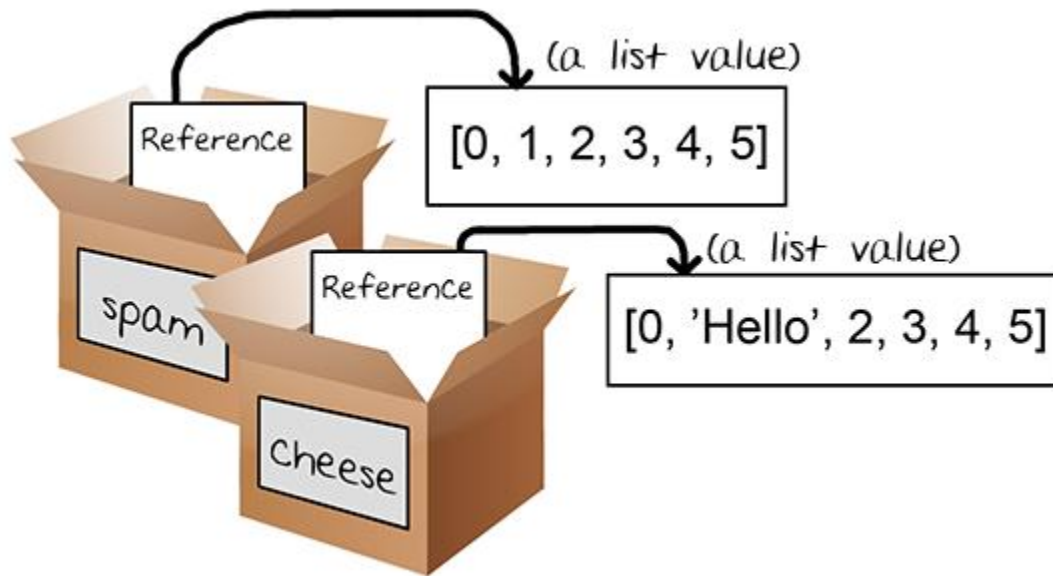 (a list value)
Reference
[0, 1, 2, 3, 4, 5]
spam
(a list value)
Reference
[0, ’Hello’, 2, 3, 4, 5]
Cheese